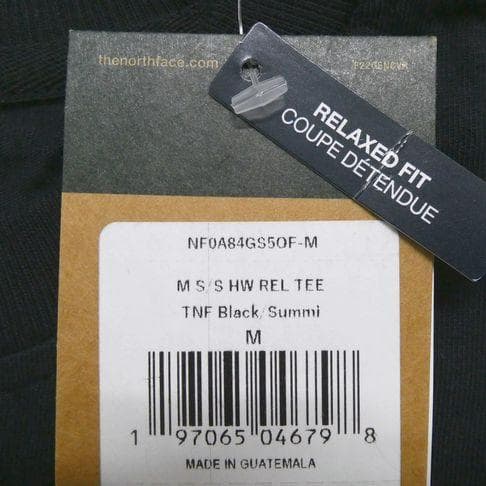 thenorthface.com
F22GENCVR
RELAXED FIT
COUPE DÉTENDUE
NF0A84GS5OF-M
M S/S HW REL TEE
TNF Black/Summi
M
1 97065 04679 8
MADE IN GUATEMALA